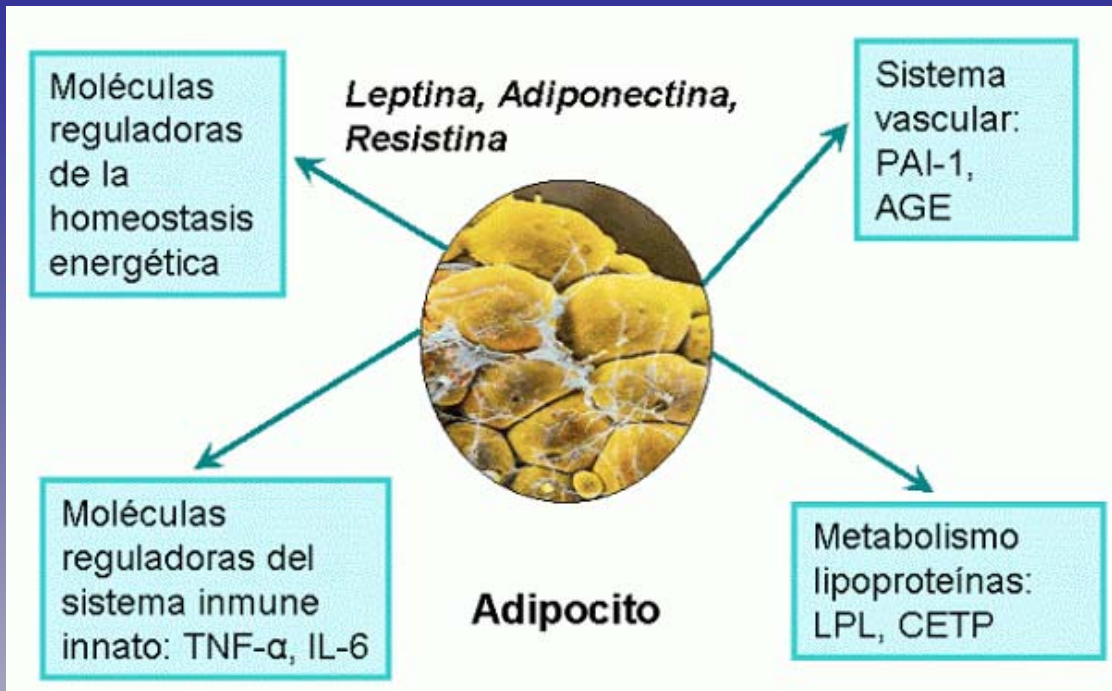 Moléculas
reguladoras
de la
homeostasis
energética
Leptina, Adiponectina,
Resistina
Sistema
vascular:
PAI-1,
AGE
Moléculas
reguladoras del
sistema inmune
innato: TNF-α, IL-6
Adipocito
Metabolismo
lipoproteínas:
LPL, CETP